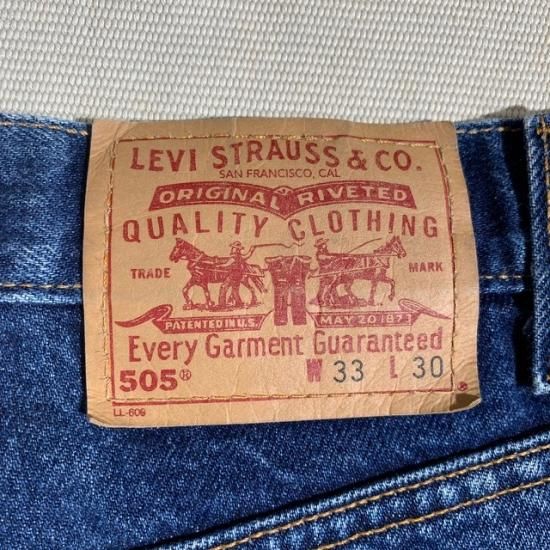 LEVI STRAUSS & CO.
SAN FRANCISCO, CAL
ORIGINAL RIVETED
QUALITY CLOTHING
TRADE MARK
PATENTED IN U.S. MAY 20 1873
Every Garment Guaranteed
505® W 33 L 30
LL-609
®